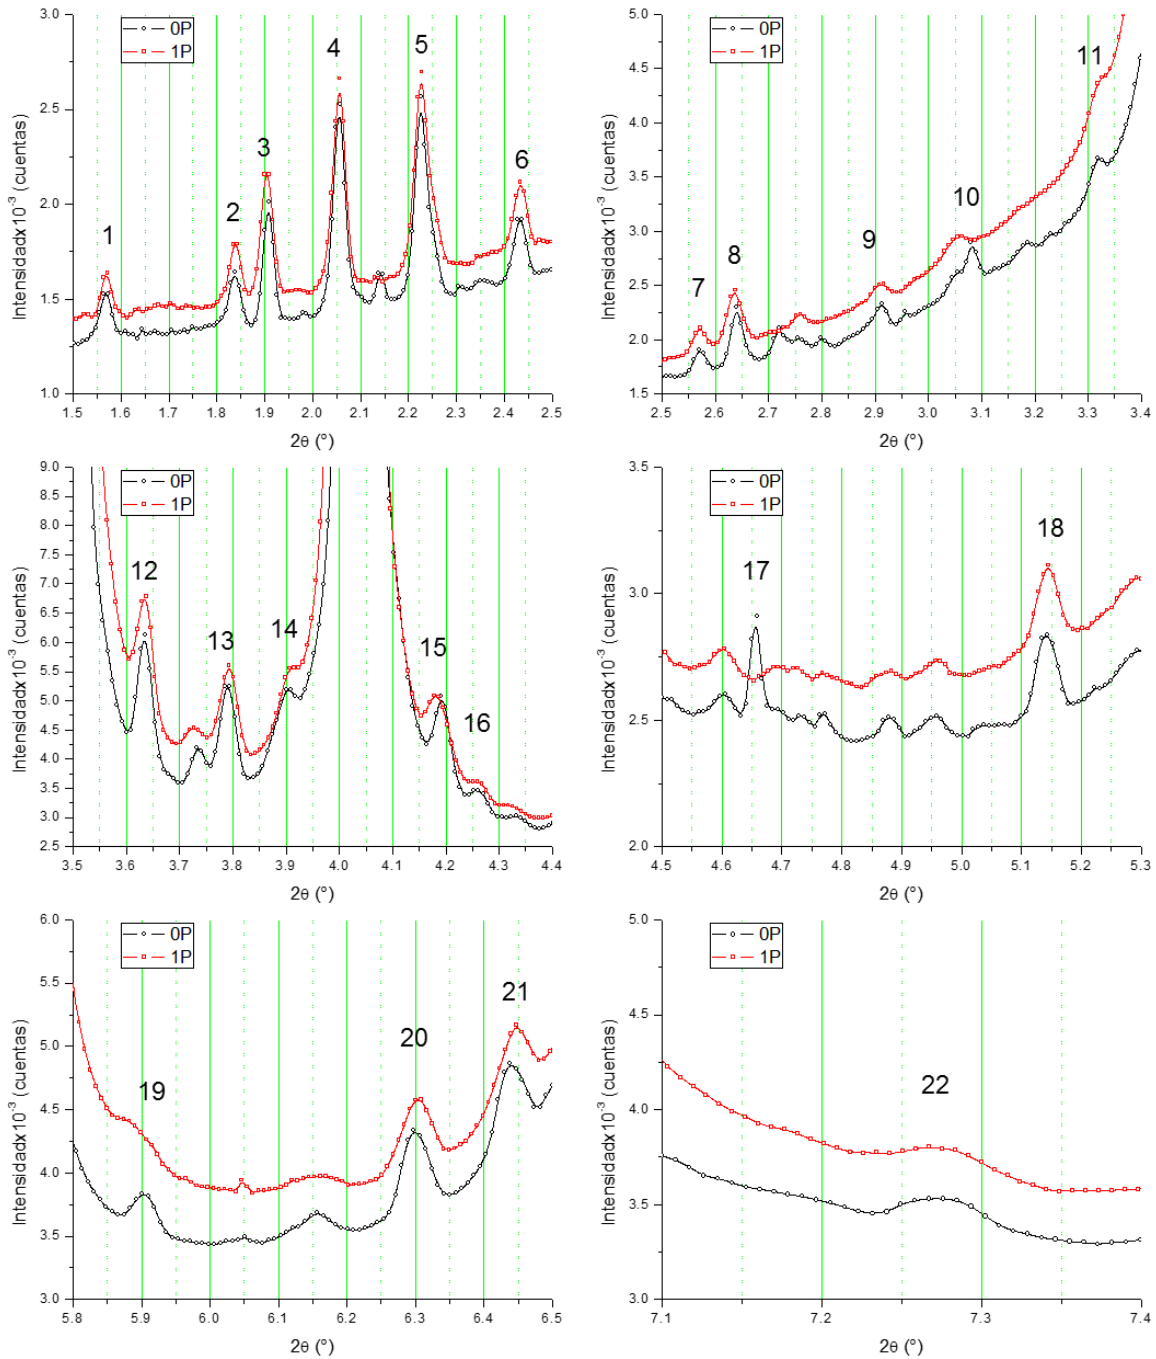 3.0
2.5
2.0
1.5
1.0
Intensidadx10⁻³ (cuentas)
0P
1P
1
2
3
4
5
6
1.5 1.6 1.7 1.8 1.9 2.0 2.1 2.2 2.3 2.4 2.5
2θ (°)
5.0
4.5
4.0
3.5
3.0
2.5
2.0
1.5
Intensidadx10⁻³ (cuentas)
0P
1P
7
8
9
10
11
2.5 2.6 2.7 2.8 2.9 3.0 3.1 3.2 3.3 3.4
2θ (°)
9.0
8.5
8.0
7.5
7.0
6.5
6.0
5.5
5.0
4.5
4.0
3.5
3.0
2.5
Intensidadx10⁻³ (cuentas)
0P
1P
12
13
14
15
16
3.5 3.6 3.7 3.8 3.9 4.0 4.1 4.2 4.3 4.4
2θ (°)
3.5
3.0
2.5
2.0
Intensidadx10⁻³ (cuentas)
0P
1P
17
18
4.5 4.6 4.7 4.8 4.9 5.0 5.1 5.2 5.3
2θ (°)
6.0
5.5
5.0
4.5
4.0
3.5
3.0
Intensidadx10⁻³ (cuentas)
0P
1P
19
20
21
5.8 5.9 6.0 6.1 6.2 6.3 6.4 6.5
2θ (°)
5.0
4.5
4.0
3.5
3.0
Intensidadx10⁻³ (cuentas)
0P
1P
22
7.1 7.2 7.3 7.4
2θ (°)